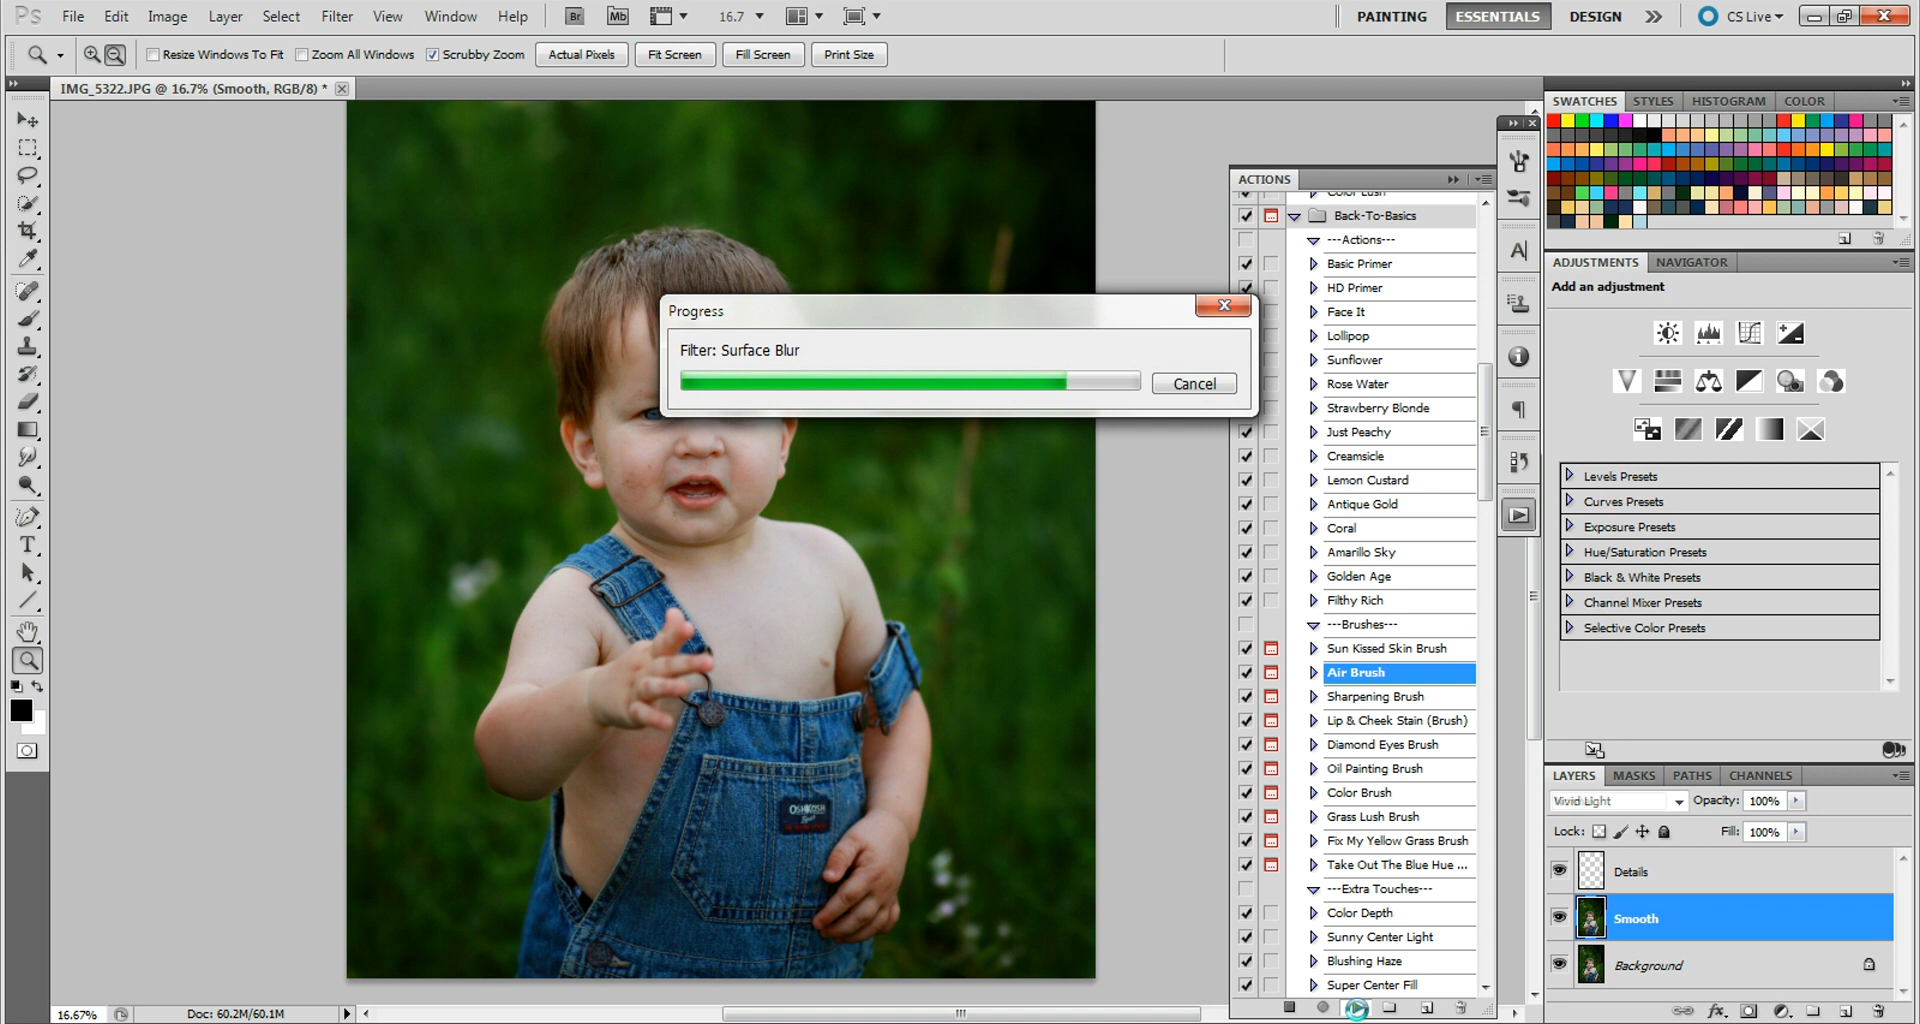 Ps File Edit Image Layer Select Filter View Window Help Br Mb 16.7 PAINTING ESSENTIALS DESIGN CS Live
Resize Windows To Fit Zoom All Windows Scrubby Zoom Actual Pixels Fit Screen Fill Screen Print Size
IMG_5322.JPG @ 16.7% (Smooth, RGB/8) *
SWATCHES STYLES HISTOGRAM COLOR
ACTIONS
Color Lush
Back-To-Basics
---Actions---
Basic Primer
HD Primer
Face It
Lollipop
Sunflower
Rose Water
Strawberry Blonde
Just Peachy
Creamsicle
Lemon Custard
Antique Gold
Coral
Amarillo Sky
Golden Age
Filthy Rich
---Brushes---
Sun Kissed Skin Brush
Air Brush
Sharpening Brush
Lip & Cheek Stain (Brush)
Diamond Eyes Brush
Oil Painting Brush
Color Brush
Grass Lush Brush
Fix My Yellow Grass Brush
Take Out The Blue Hue ...
---Extra Touches---
Color Depth
Sunny Center Light
Blushing Haze
Super Center Fill
Progress
Filter: Surface Blur
Cancel
OSHKOSH
ADJUSTMENTS NAVIGATOR
Add an adjustment
Levels Presets
Curves Presets
Exposure Presets
Hue/Saturation Presets
Black & White Presets
Channel Mixer Presets
Selective Color Presets
LAYERS MASKS PATHS CHANNELS
Vivid Light Opacity: 100%
Lock: Fill: 100%
Details
Smooth
Background
16.67% Doc: 60.2M/60.1M